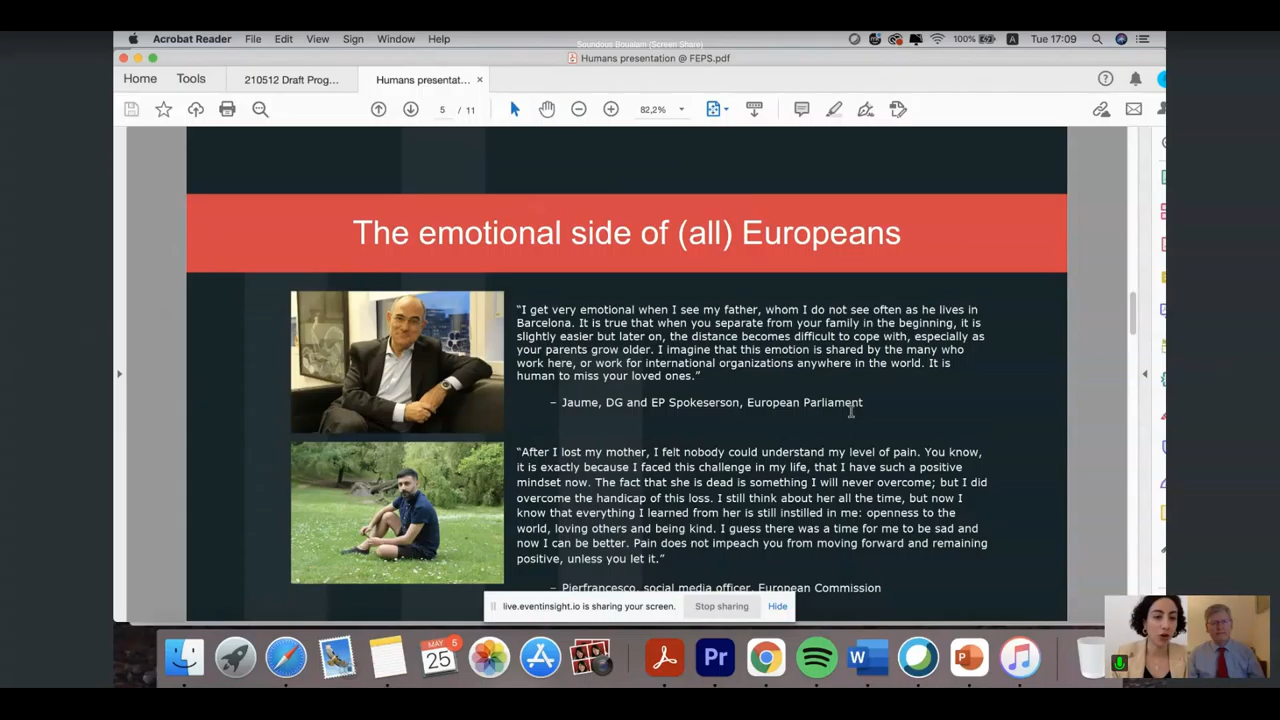 Acrobat Reader File Edit View Sign Window Help
Soundous Boualam (Screen Share)
100% A Tue 17:09
Humans presentation @ FEPS.pdf
Home Tools 210512 Draft Prog... Humans presentat... ×
5 / 11 82,2%
The emotional side of (all) Europeans
“I get very emotional when I see my father, whom I do not see often as he lives in
Barcelona. It is true that when you separate from your family in the beginning, it is
slightly easier but later on, the distance becomes difficult to cope with, especially as
your parents grow older. I imagine that this emotion is shared by the many who
work here, or work for international organizations anywhere in the world. It is
human to miss your loved ones.”
– Jaume, DG and EP Spokeserson, European Parliament
“After I lost my mother, I felt nobody could understand my level of pain. You know,
it is exactly because I faced this challenge in my life, that I have such a positive
mindset now. The fact that she is dead is something I will never overcome; but I did
overcome the handicap of this loss. I still think about her all the time, but now I
know that everything I learned from her is still instilled in me: openness to the
world, loving others and being kind. I guess there was a time for me to be sad and
now I can be better. Pain does not impeach you from moving forward and remaining
positive, unless you let it.”
– Pierfrancesco, social media officer, European Commission
live.eventinsight.io is sharing your screen. Stop sharing Hide
MAY 5
25
Pr
W
P